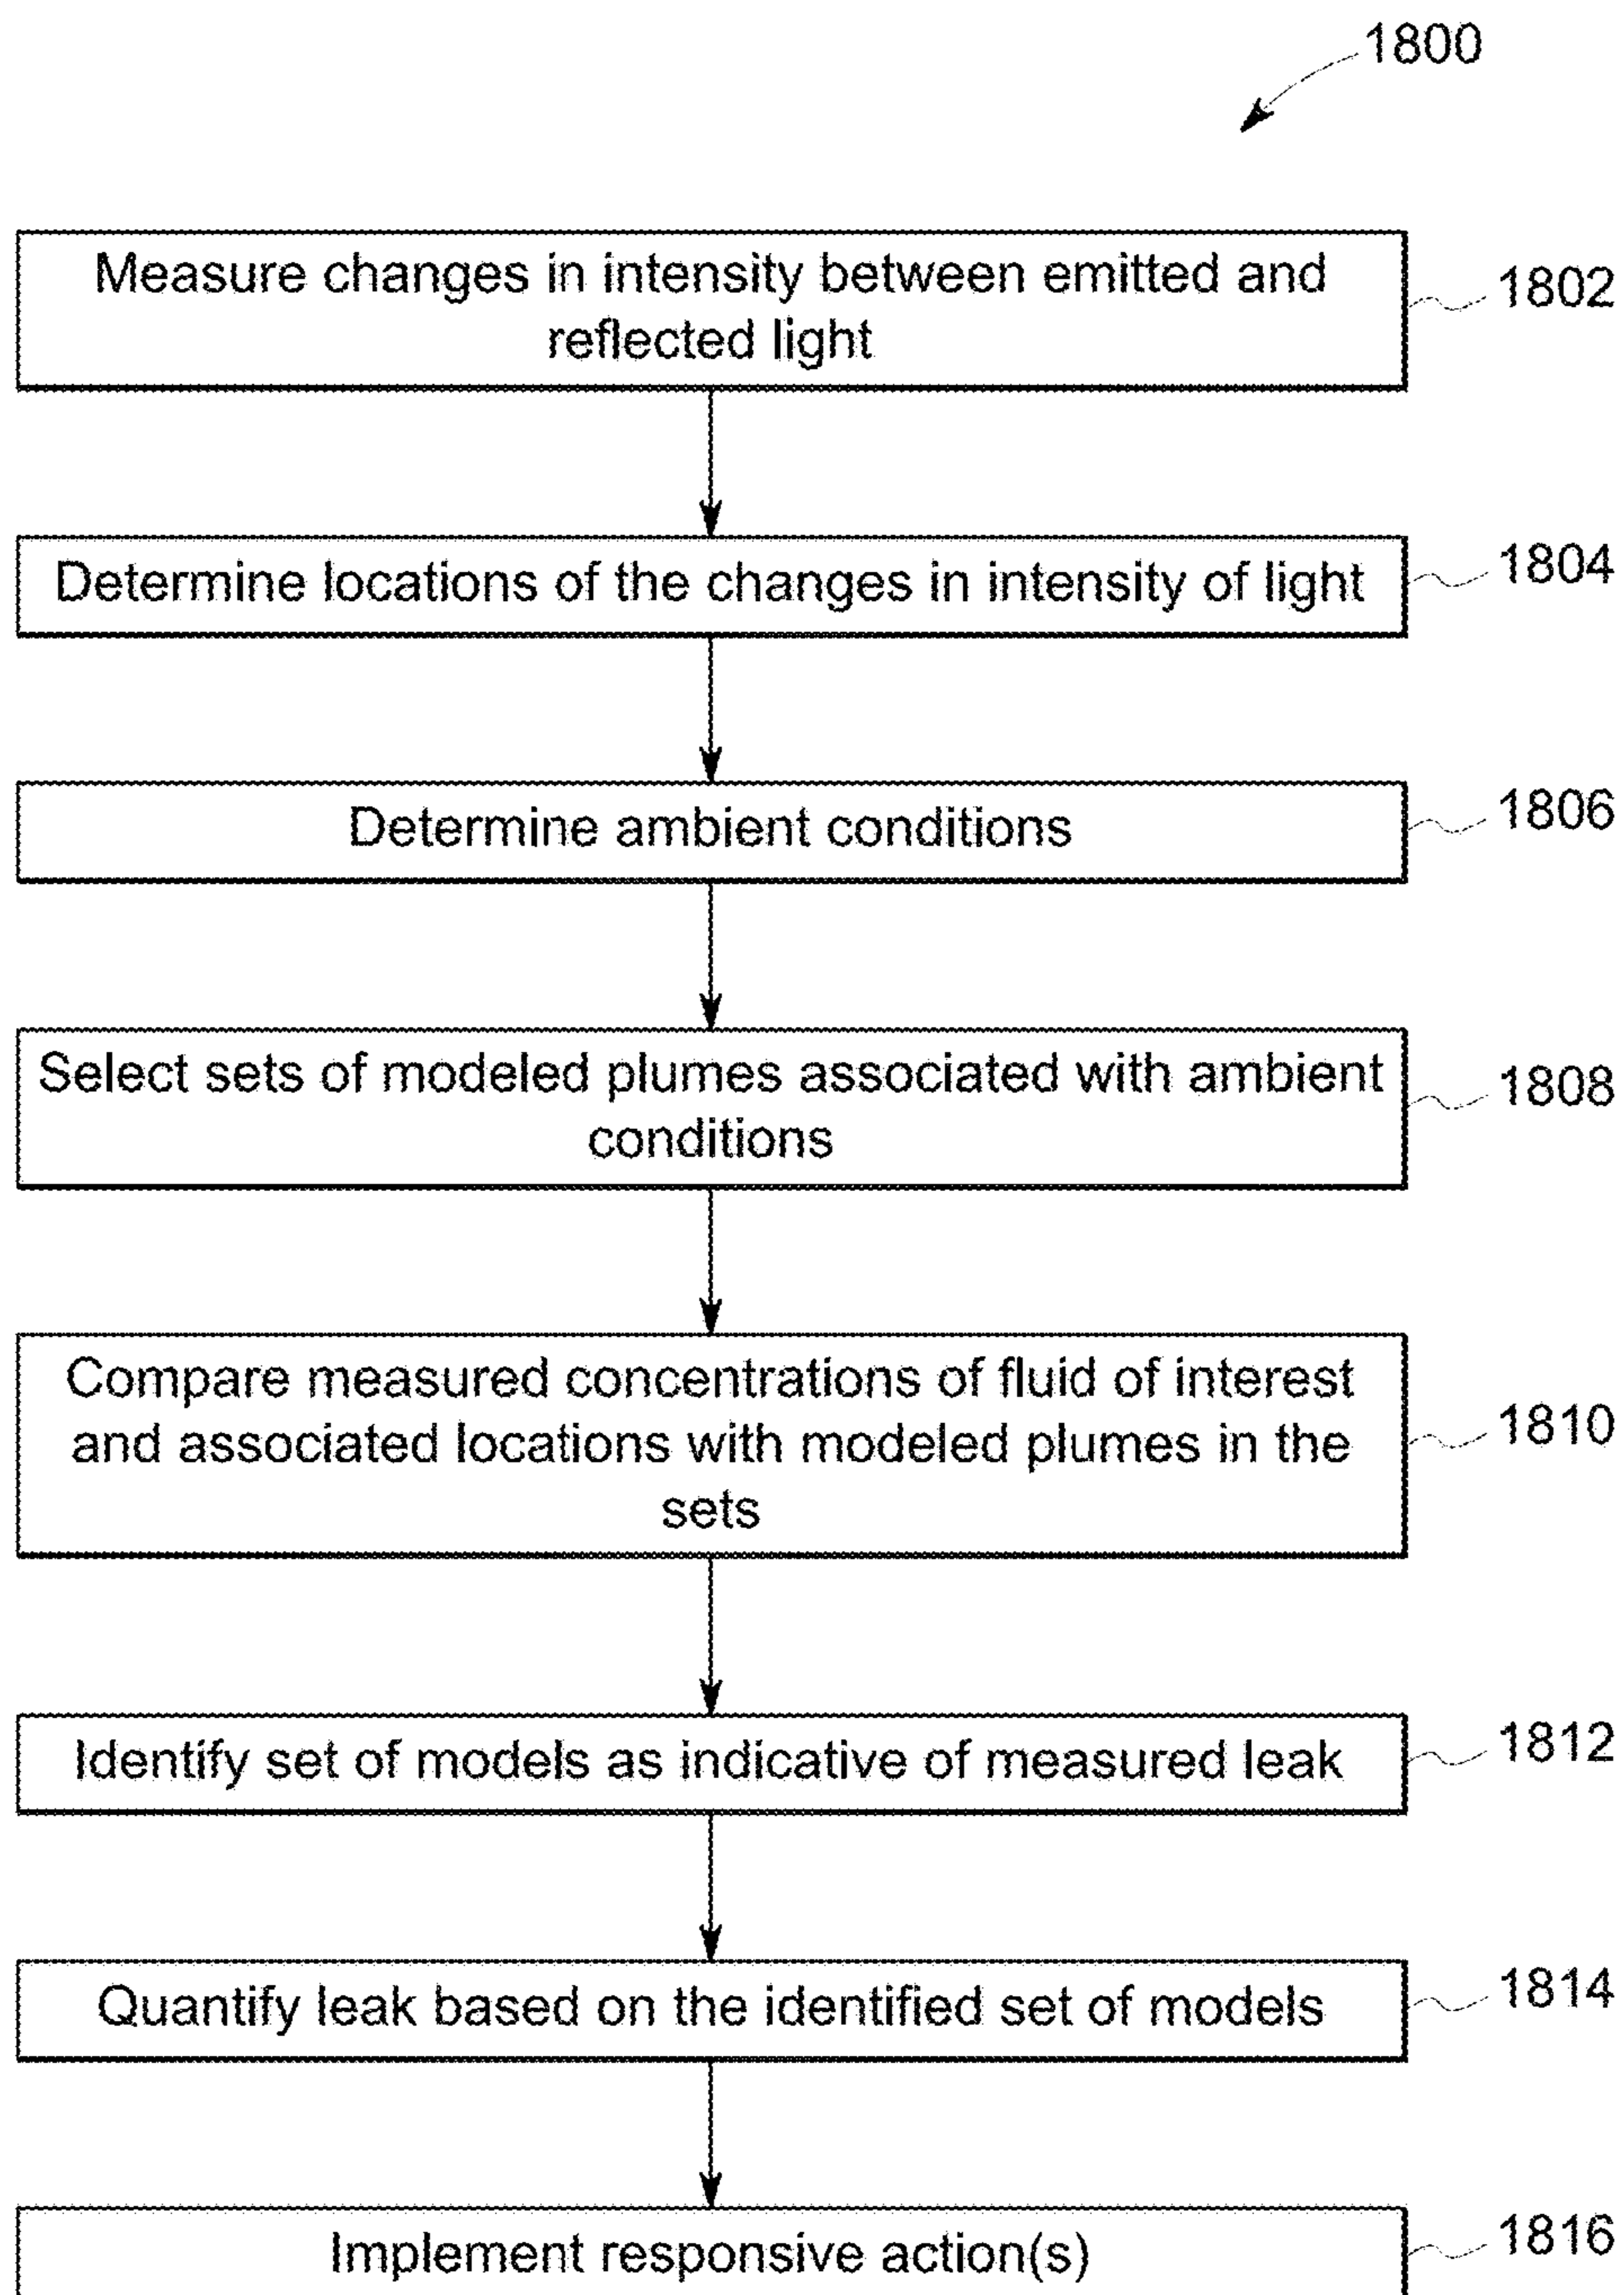 1800
Measure changes in intensity between emitted and
reflected light
1802
Determine locations of the changes in intensity of light
1804
Determine ambient conditions
1806
Select sets of modeled plumes associated with ambient
conditions
1808
Compare measured concentrations of fluid of interest
and associated locations with modeled plumes in the
sets
1810
Identify set of models as indicative of measured leak
1812
Quantify leak based on the identified set of models
1814
Implement responsive action(s)
1816